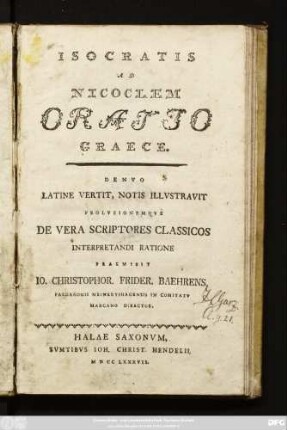 ISOCRATIS
AD
NICOCLEM
ORATIO
GRAECE.
DENVO
LATINE VERTIT, NOTIS ILLVSTRAVIT
PROLVSIONEMQVE
DE VERA SCRIPTORES CLASSICOS
INTERPRETANDI RATIONE
PRAEMISIT
IO. CHRISTOPHOR. FRIDER. BAEHRENS,
PAEDAGOGII MEINERZHAGENSIS IN COMITATV
MARCANO DIRECTOR.
HALAE SAXONVM,
SVMTIBVS IOH. CHRIST. HENDELII,
M D CC LXXXVII.